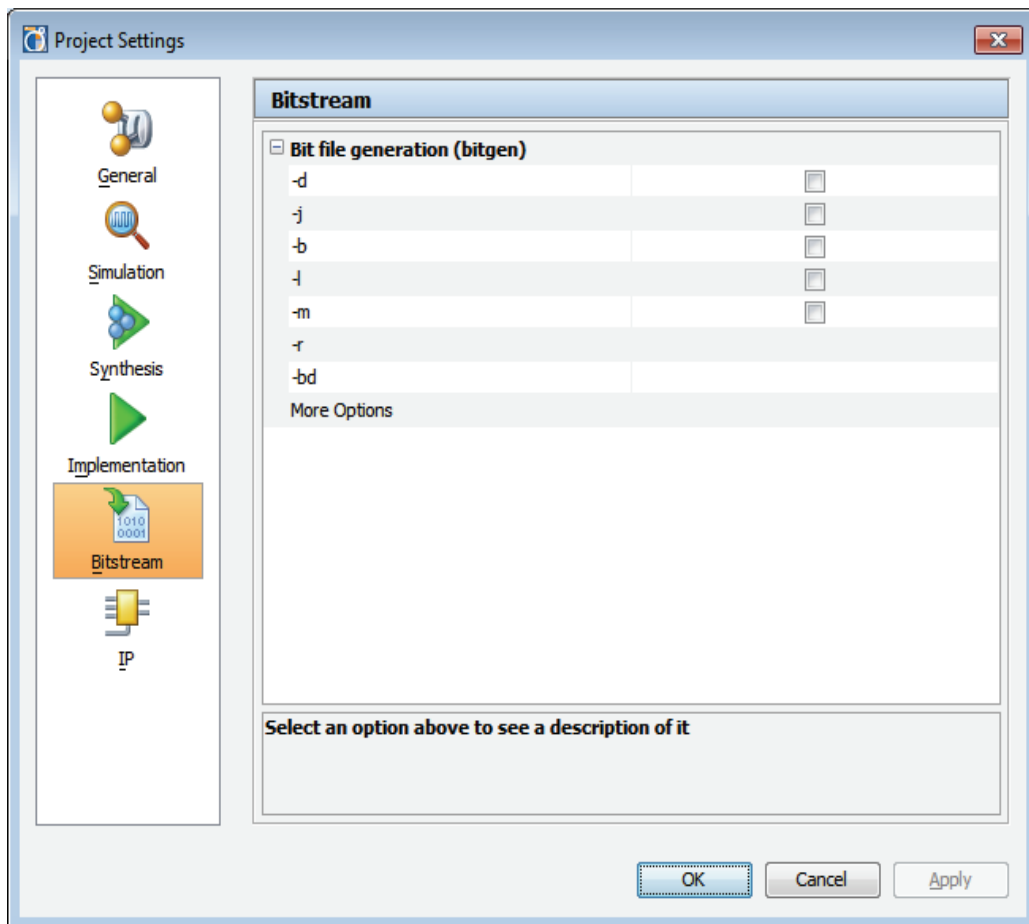 Project Settings
General
Simulation
Synthesis
Implementation
1010
0001
Bitstream
IP
Bitstream
Bit file generation (bitgen)
-d
-j
-b
-l
-m
-r
-bd
More Options
Select an option above to see a description of it
OK Cancel Apply